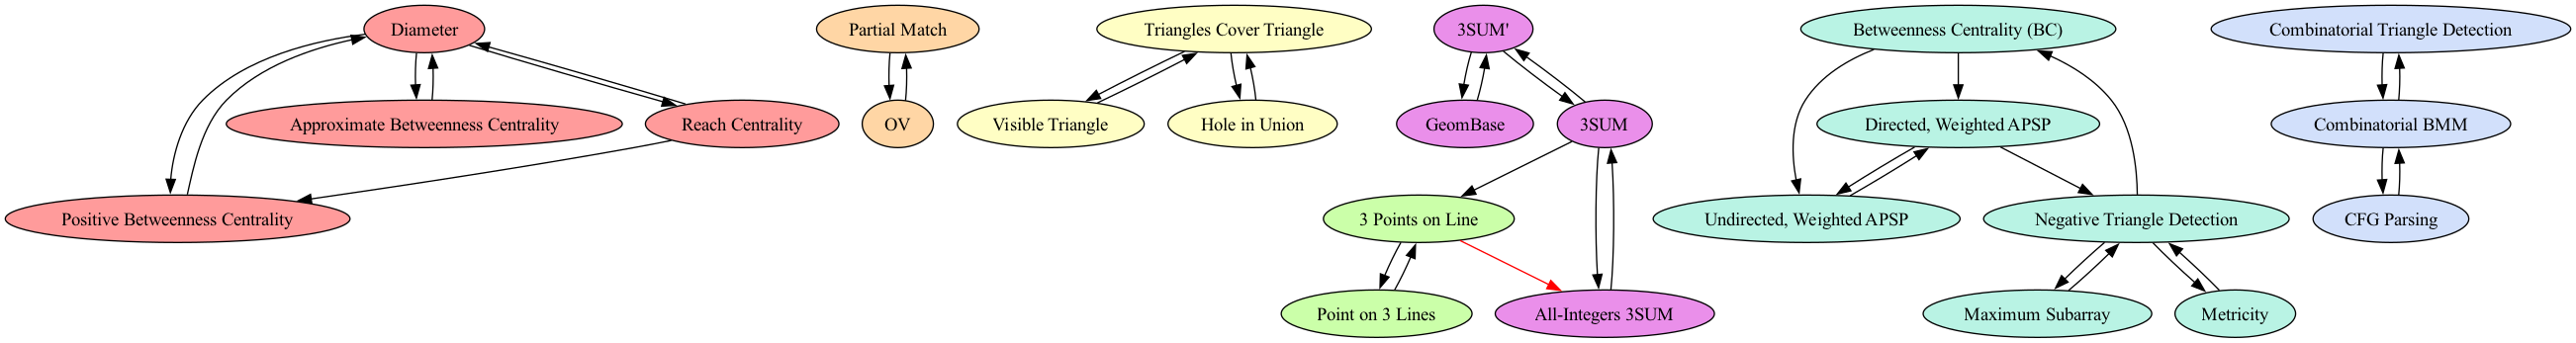 Diameter
Partial Match
Triangles Cover Triangle
3SUM'
Betweenness Centrality (BC)
Combinatorial Triangle Detection
Approximate Betweenness Centrality
Reach Centrality
OV
Visible Triangle
Hole in Union
GeomBase
3SUM
Directed, Weighted APSP
Combinatorial BMM
Positive Betweenness Centrality
3 Points on Line
Undirected, Weighted APSP
Negative Triangle Detection
CFG Parsing
Point on 3 Lines
All-Integers 3SUM
Maximum Subarray
Metricity